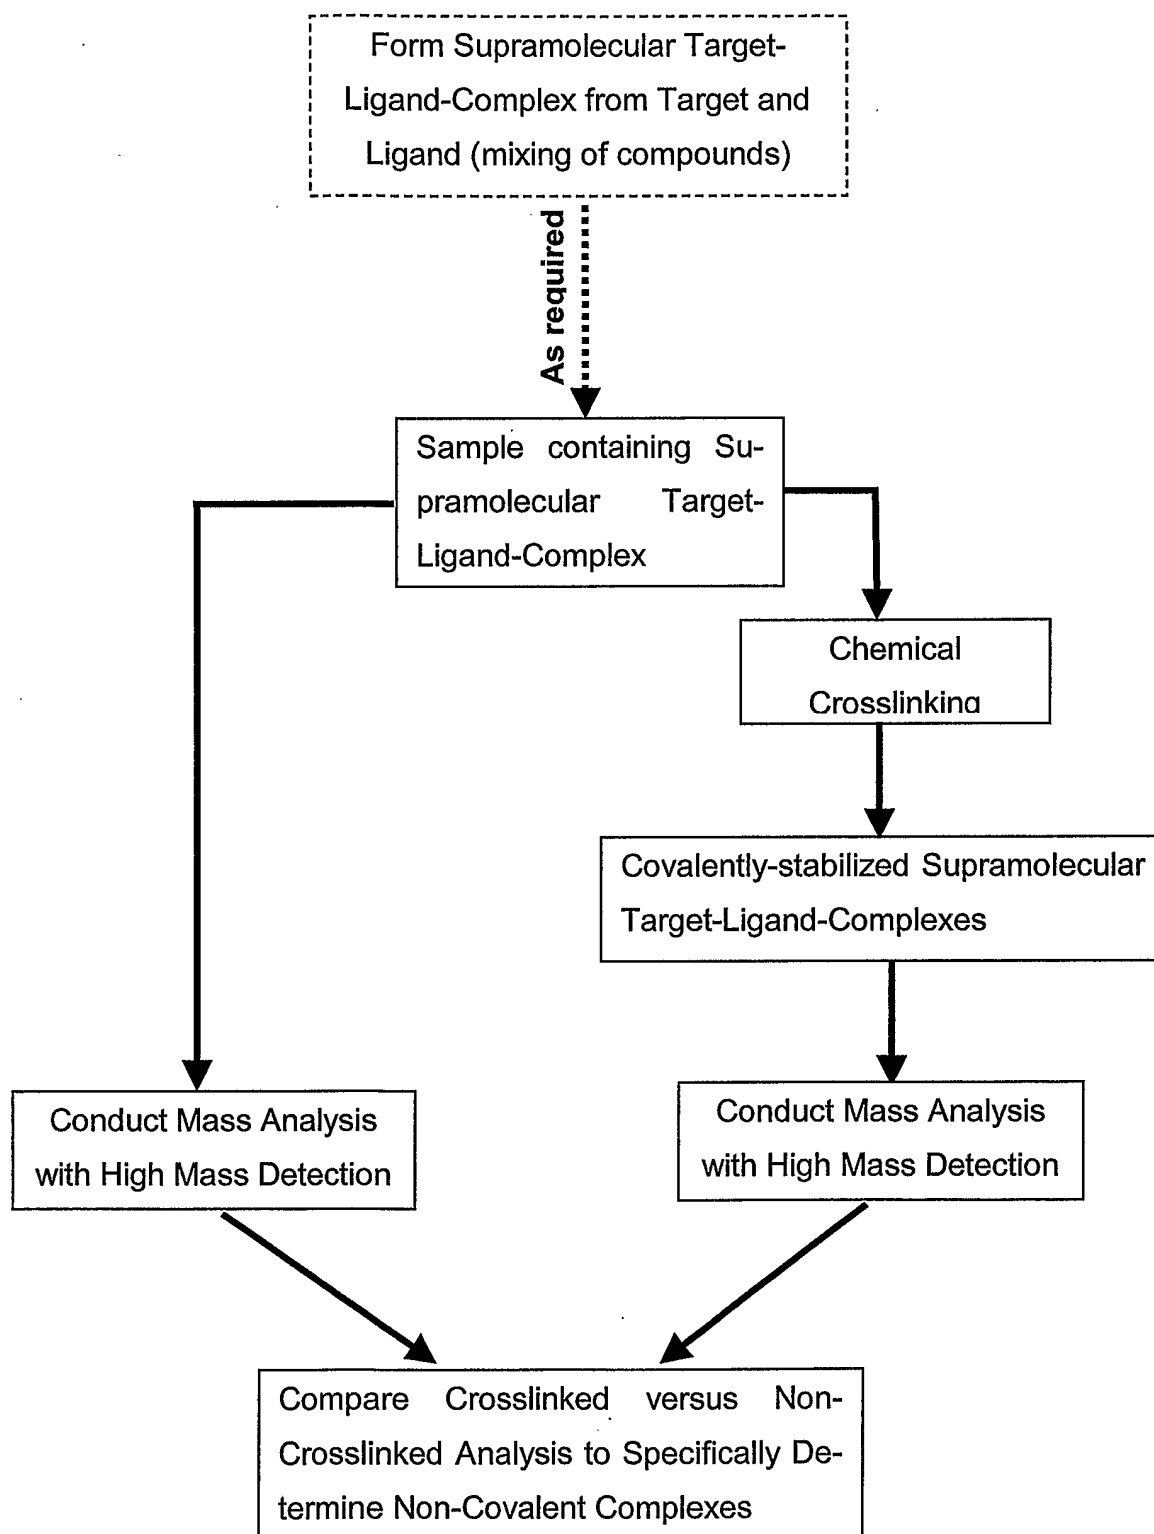 Form Supramolecular Target-
Ligand-Complex from Target and
Ligand (mixing of compounds)
As required
Sample containing Su-
pramolecular Target-
Ligand-Complex
Chemical
Crosslinking
Covalently-stabilized Supramolecular
Target-Ligand-Complexes
Conduct Mass Analysis
with High Mass Detection
Conduct Mass Analysis
with High Mass Detection
Compare Crosslinked versus Non-
Crosslinked Analysis to Specifically De-
termine Non-Covalent Complexes